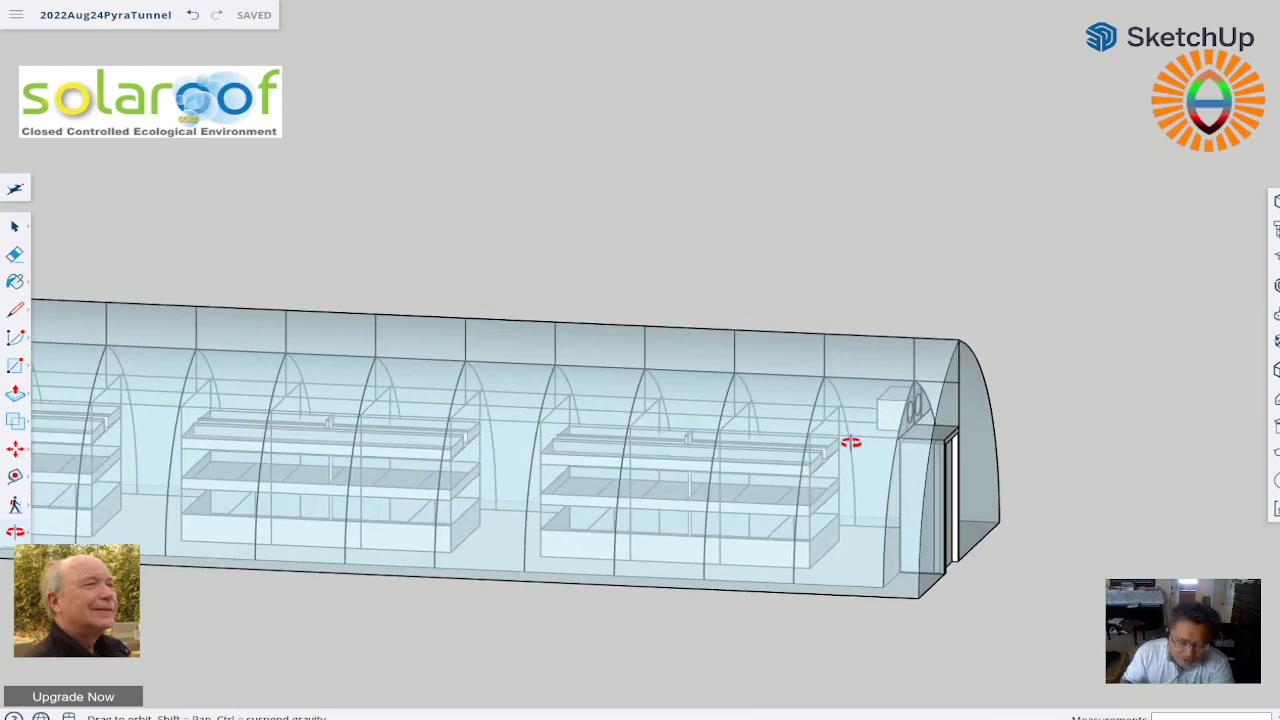 2022Aug24PyraTunnel
SAVED
SketchUp
solaroof
CCEE
Closed Controlled Ecological Environment
Upgrade Now
Drag to orbit. Shift = Pan, Ctrl = suspend gravity
Measurements